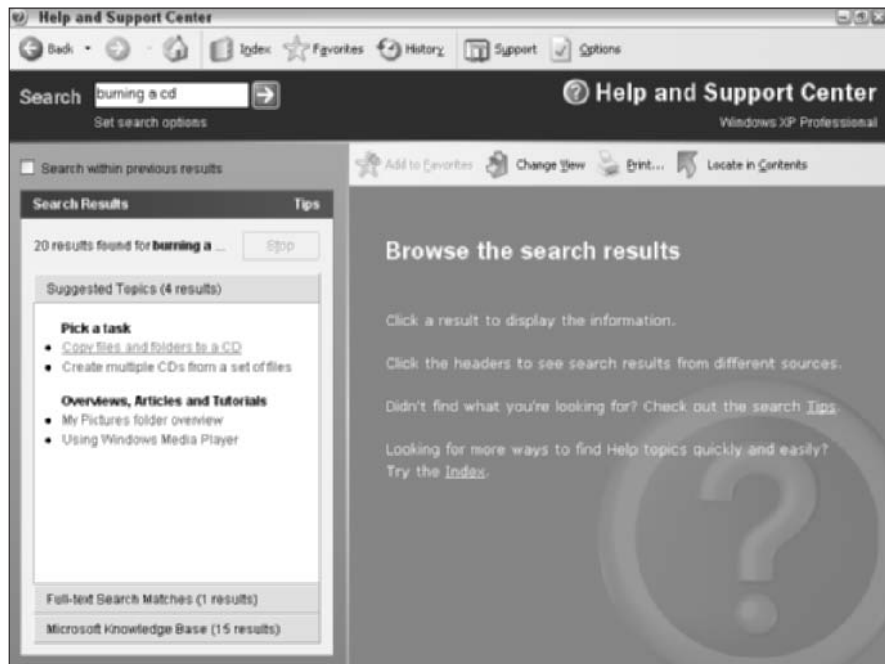 Help and Support Center
Back Index Favorites History Support Options
Search burning a cd
Set search options
Help and Support Center
Windows XP Professional
Search within previous results
Add to Favorites Change View Print... Locate in Contents
Search Results Tips
20 results found for burning a ... Stop
Suggested Topics (4 results)
Pick a task
Copy files and folders to a CD
Create multiple CDs from a set of files
Overviews, Articles and Tutorials
My Pictures folder overview
Using Windows Media Player
Full-text Search Matches (1 results)
Microsoft Knowledge Base (15 results)
Browse the search results
Click a result to display the information.
Click the headers to see search results from different sources.
Didn't find what you're looking for? Check out the search Tips.
Looking for more ways to find Help topics quickly and easily?
Try the Index.